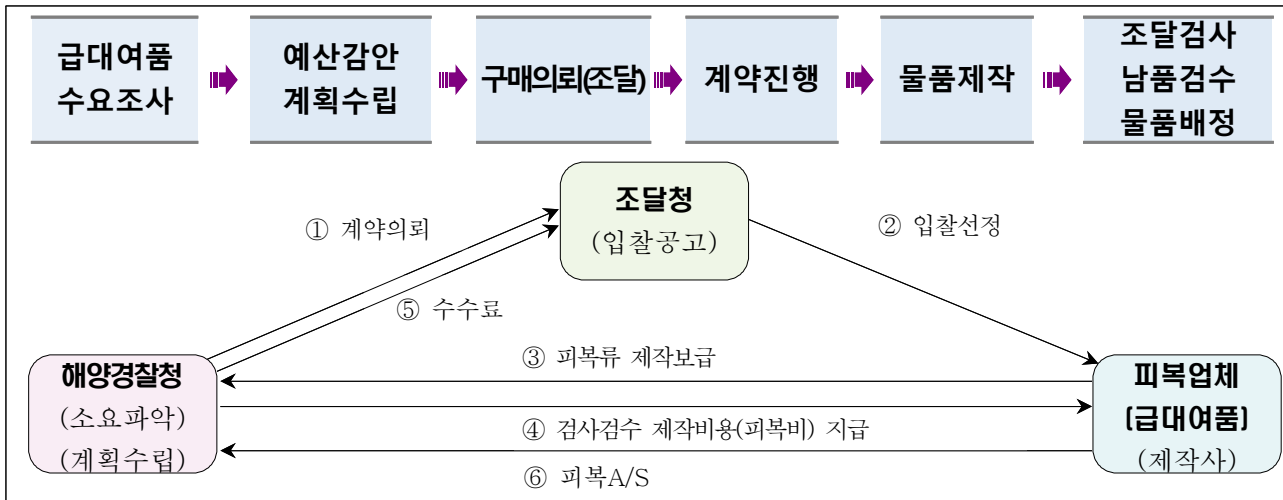 급대여품
수요조사
예산감안
계획수립
구매의뢰(조달)
계약진행
물품제작
조달검사
남품검수
물품배정
조달청
(입찰공고)
① 계약의뢰
② 입찰선정
⑤ 수수료
③ 피복류 제작보급
해양경찰청
(소요파악)
(계획수립)
피복업체
(급대여품)
(제작사)
④ 검사검수 제작비용(피복비) 지급
⑥ 피복A/S